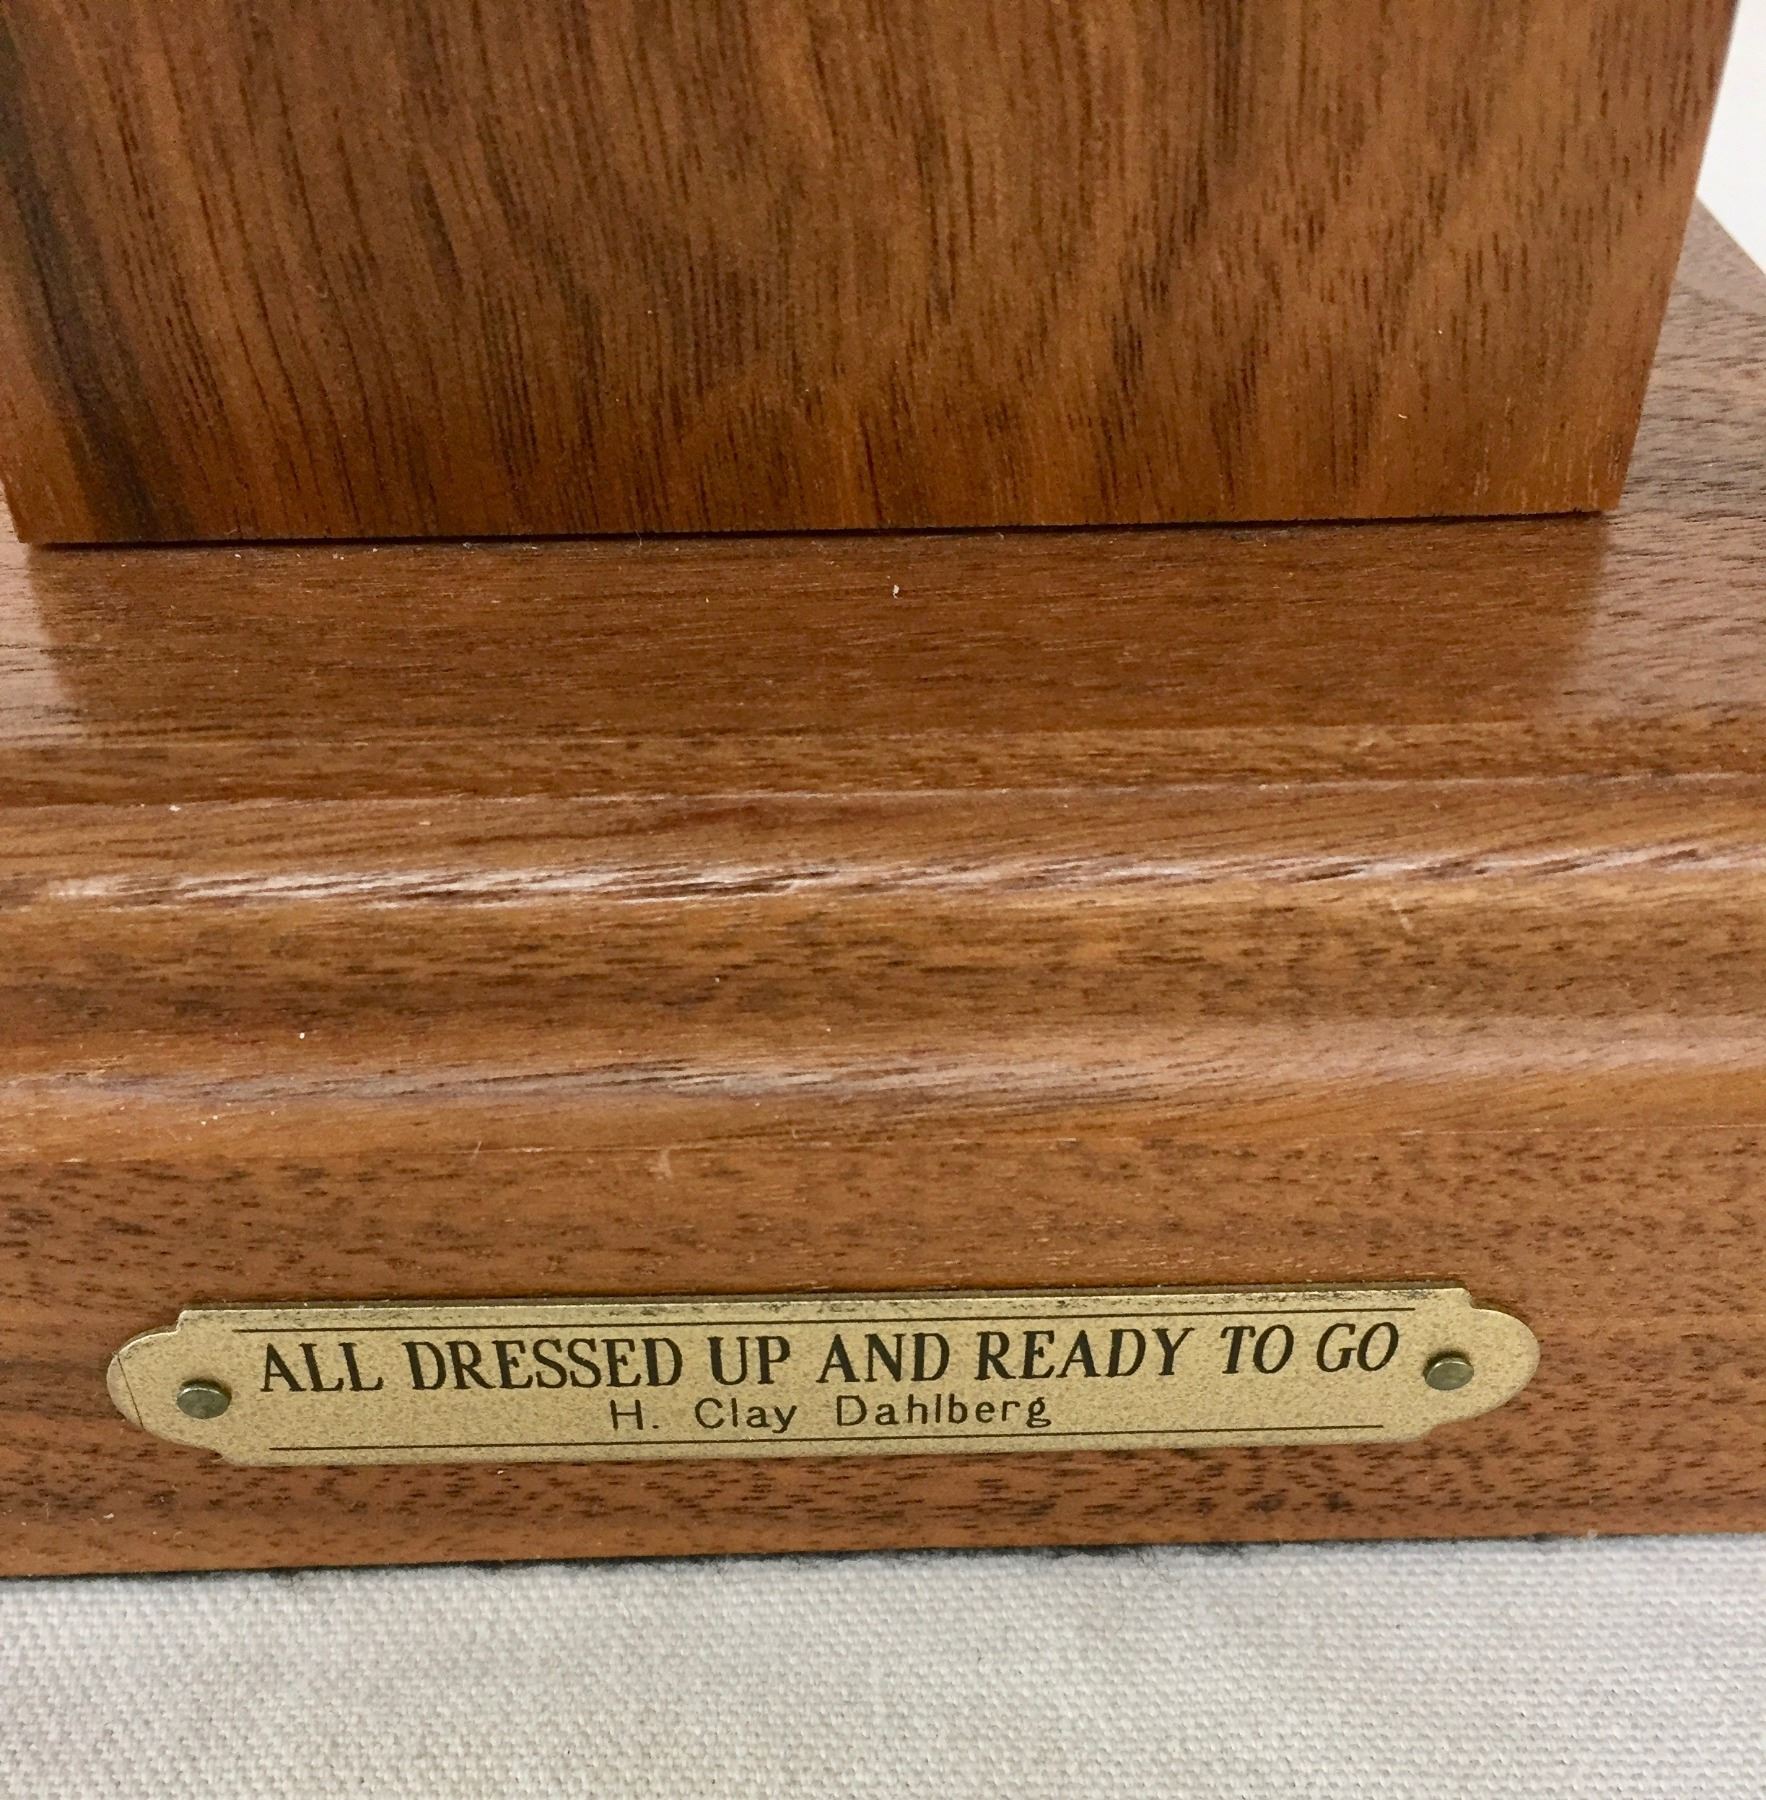 ALL DRESSED UP AND READY TO GO
H. Clay Dahlberg